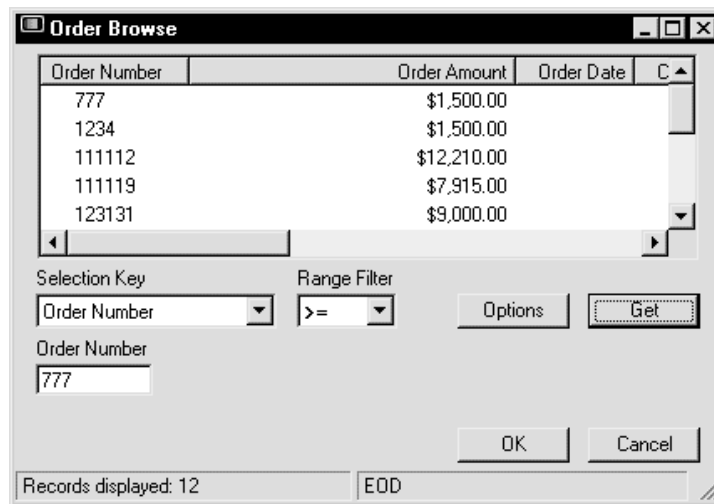 Order Browse
Order Number Order Amount Order Date C
777 $1,500.00
1234 $1,500.00
111112 $12,210.00
111119 $7,915.00
123131 $9,000.00
Selection Key Range Filter
Order Number >= Options Get
Order Number
777
OK Cancel
Records displayed: 12 EOD